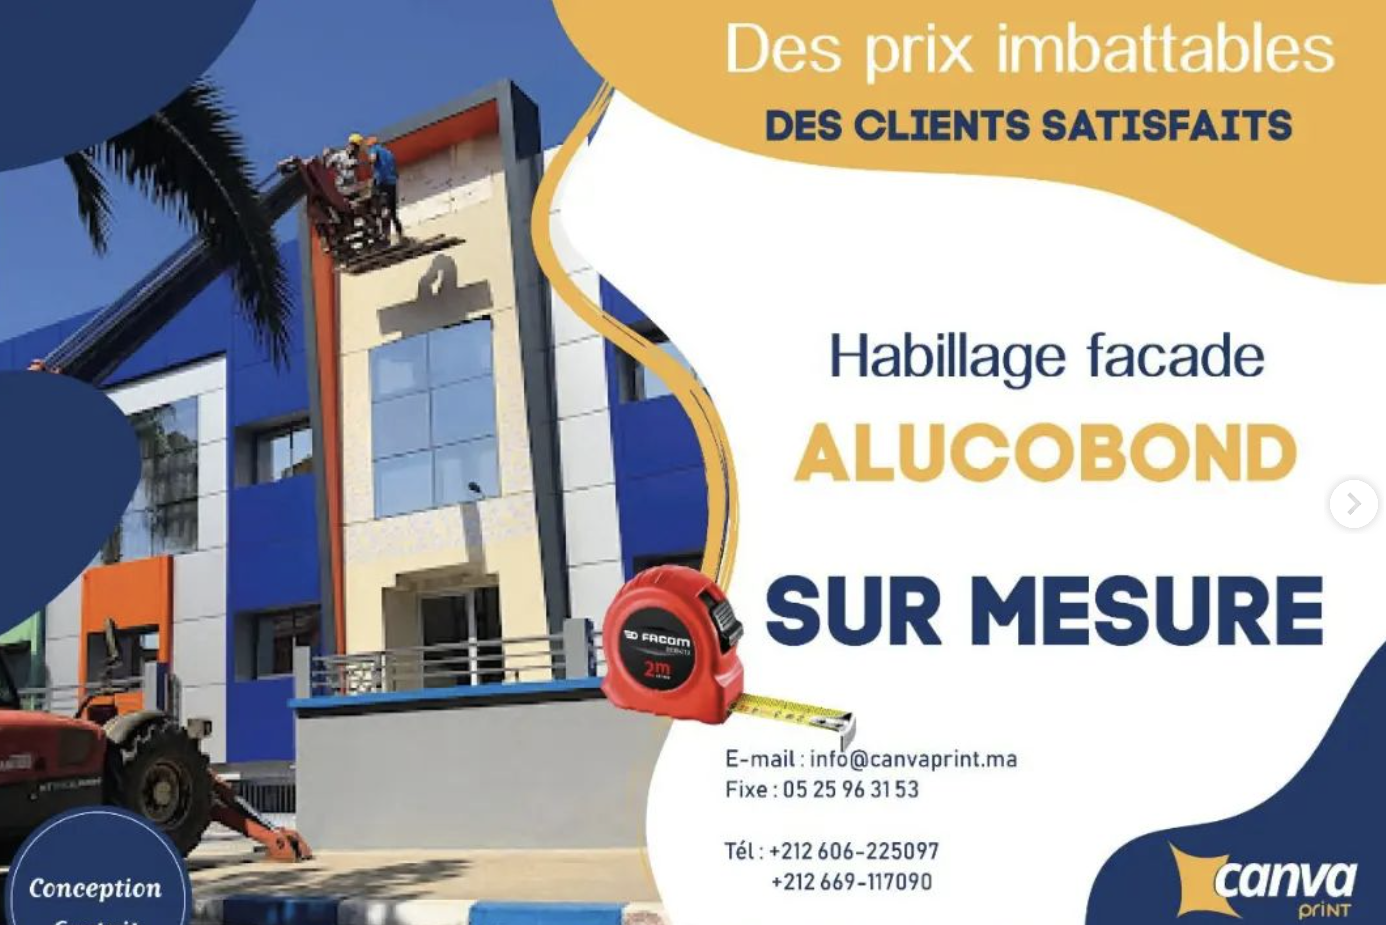 Des prix imbattables
DES CLIENTS SATISFAITS
Habillage facade
ALUCOBOND
SUR MESURE
FACOM
2m
E-mail : info@canvaprint.ma
Fixe : 05 25 96 31 53
Tél : +212 606-225097
+212 669-117090
Conception
canva
priNT